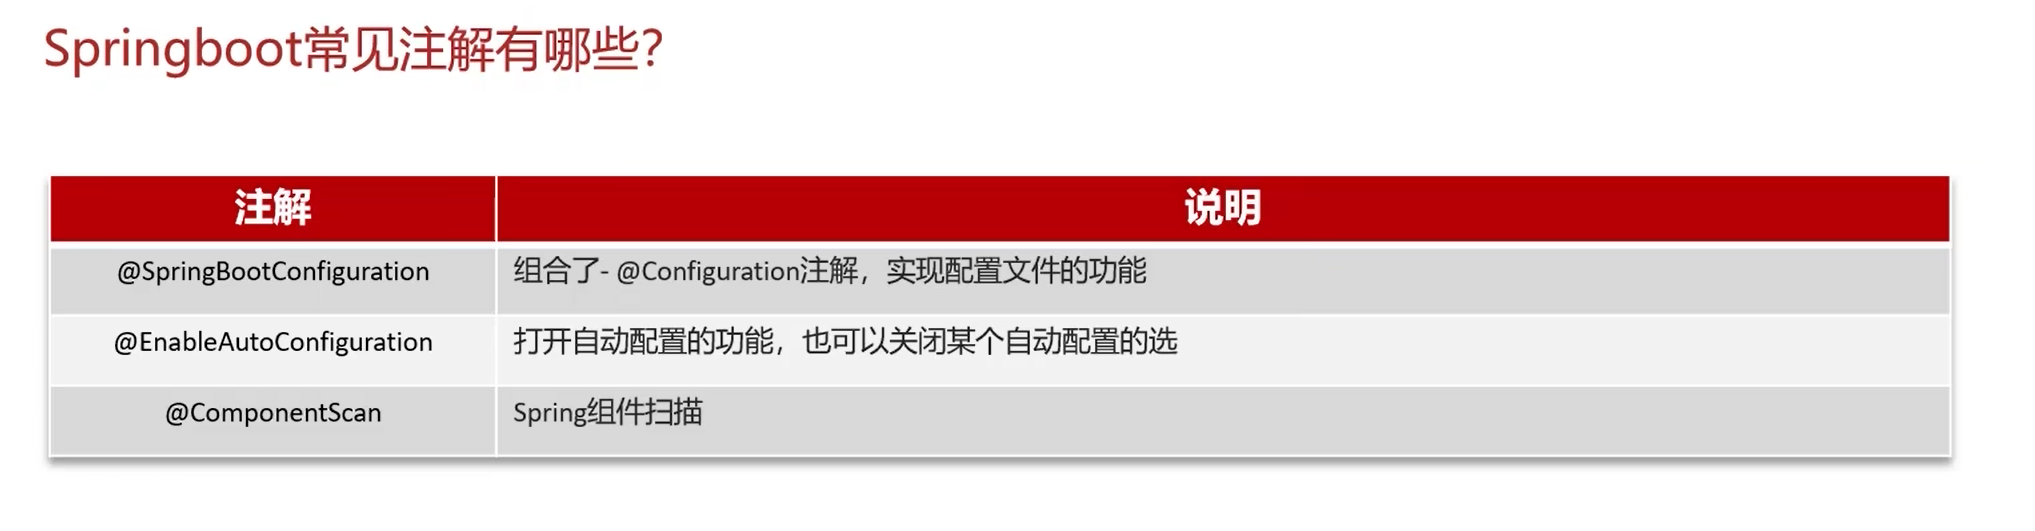 Springboot常见注解有哪些?
注解 说明
@SpringBootConfiguration 组合了- @Configuration注解，实现配置文件的功能
@EnableAutoConfiguration 打开自动配置的功能，也可以关闭某个自动配置的选
@ComponentScan Spring组件扫描